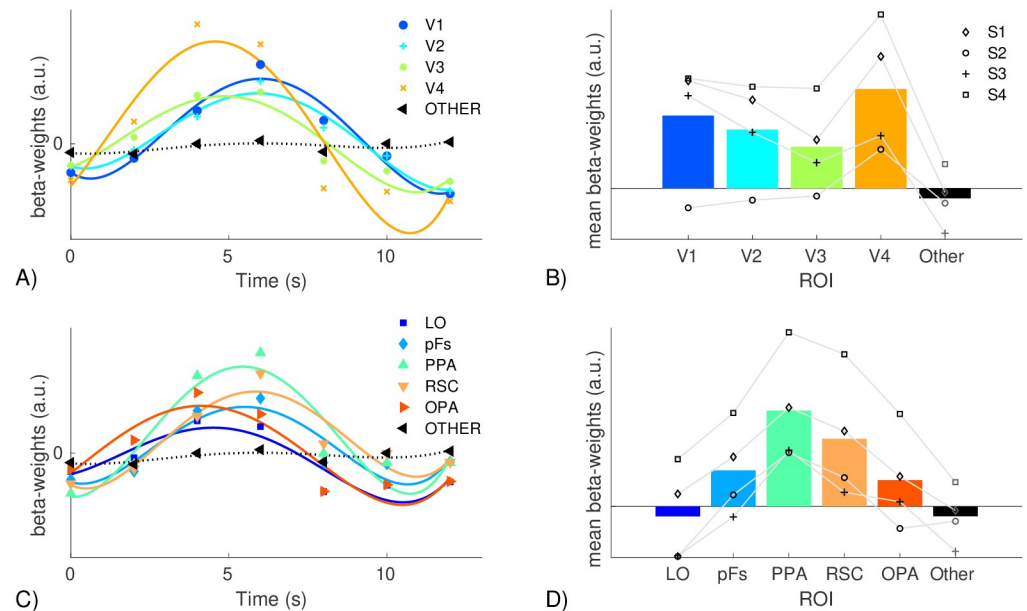 beta-weights (a.u.)
0
V1
V2
V3
V4
OTHER
0
5
10
Time (s)
A)
mean beta-weights (a.u.)
S1
S2
S3
S4
V1
V2
V3
V4
Other
ROI
B)
beta-weights (a.u.)
0
LO
pFs
PPA
RSC
OPA
OTHER
0
5
10
Time (s)
C)
mean beta-weights (a.u.)
LO
pFs
PPA
RSC
OPA
Other
ROI
D)